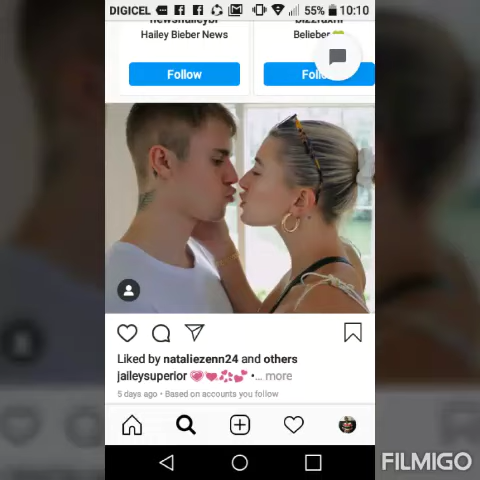 DIGICEL 55% 10:10
newshaileybr
Hailey Bieber News
Belieber
Follow
Liked by nataliezenn24 and others
jaileysuperior 💓❤💞💕 •... more
5 days ago • Based on accounts you follow
FILMIGO